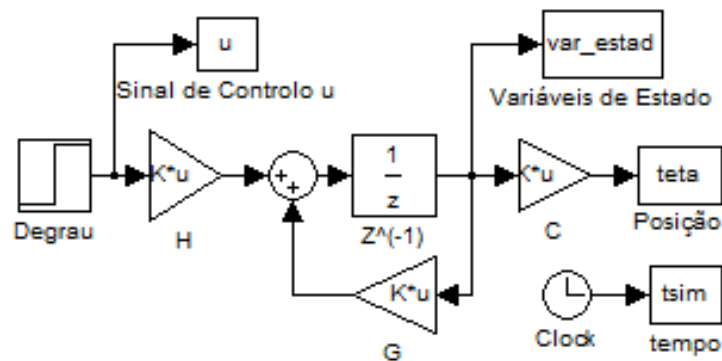 u
var_estad
Sinal de Controlo u
Variáveis de Estado
K*u
+
+
1
z
K*u
teta
Degrau
H
Z^(-1)
C
Posição
K*u
G
tsim
Clock
tempo